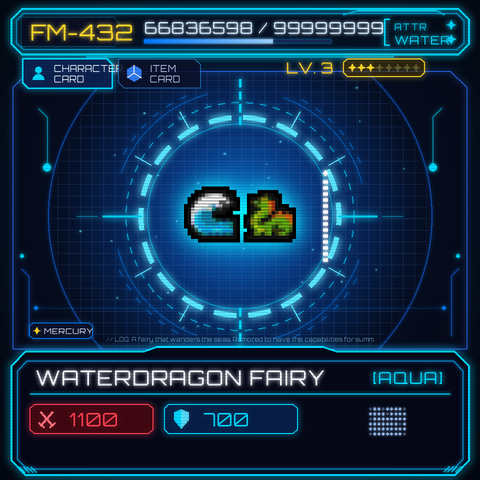 FM-432
66836598 / 99999999
ATTR
WATER
CHARACTER
CARD
ITEM
CARD
LV. 3
MERCURY
// LOG: A fairy that wanders the seas. Rumored to have the capabilities for summ
WATERDRAGON FAIRY
[AQUA]
1100
700